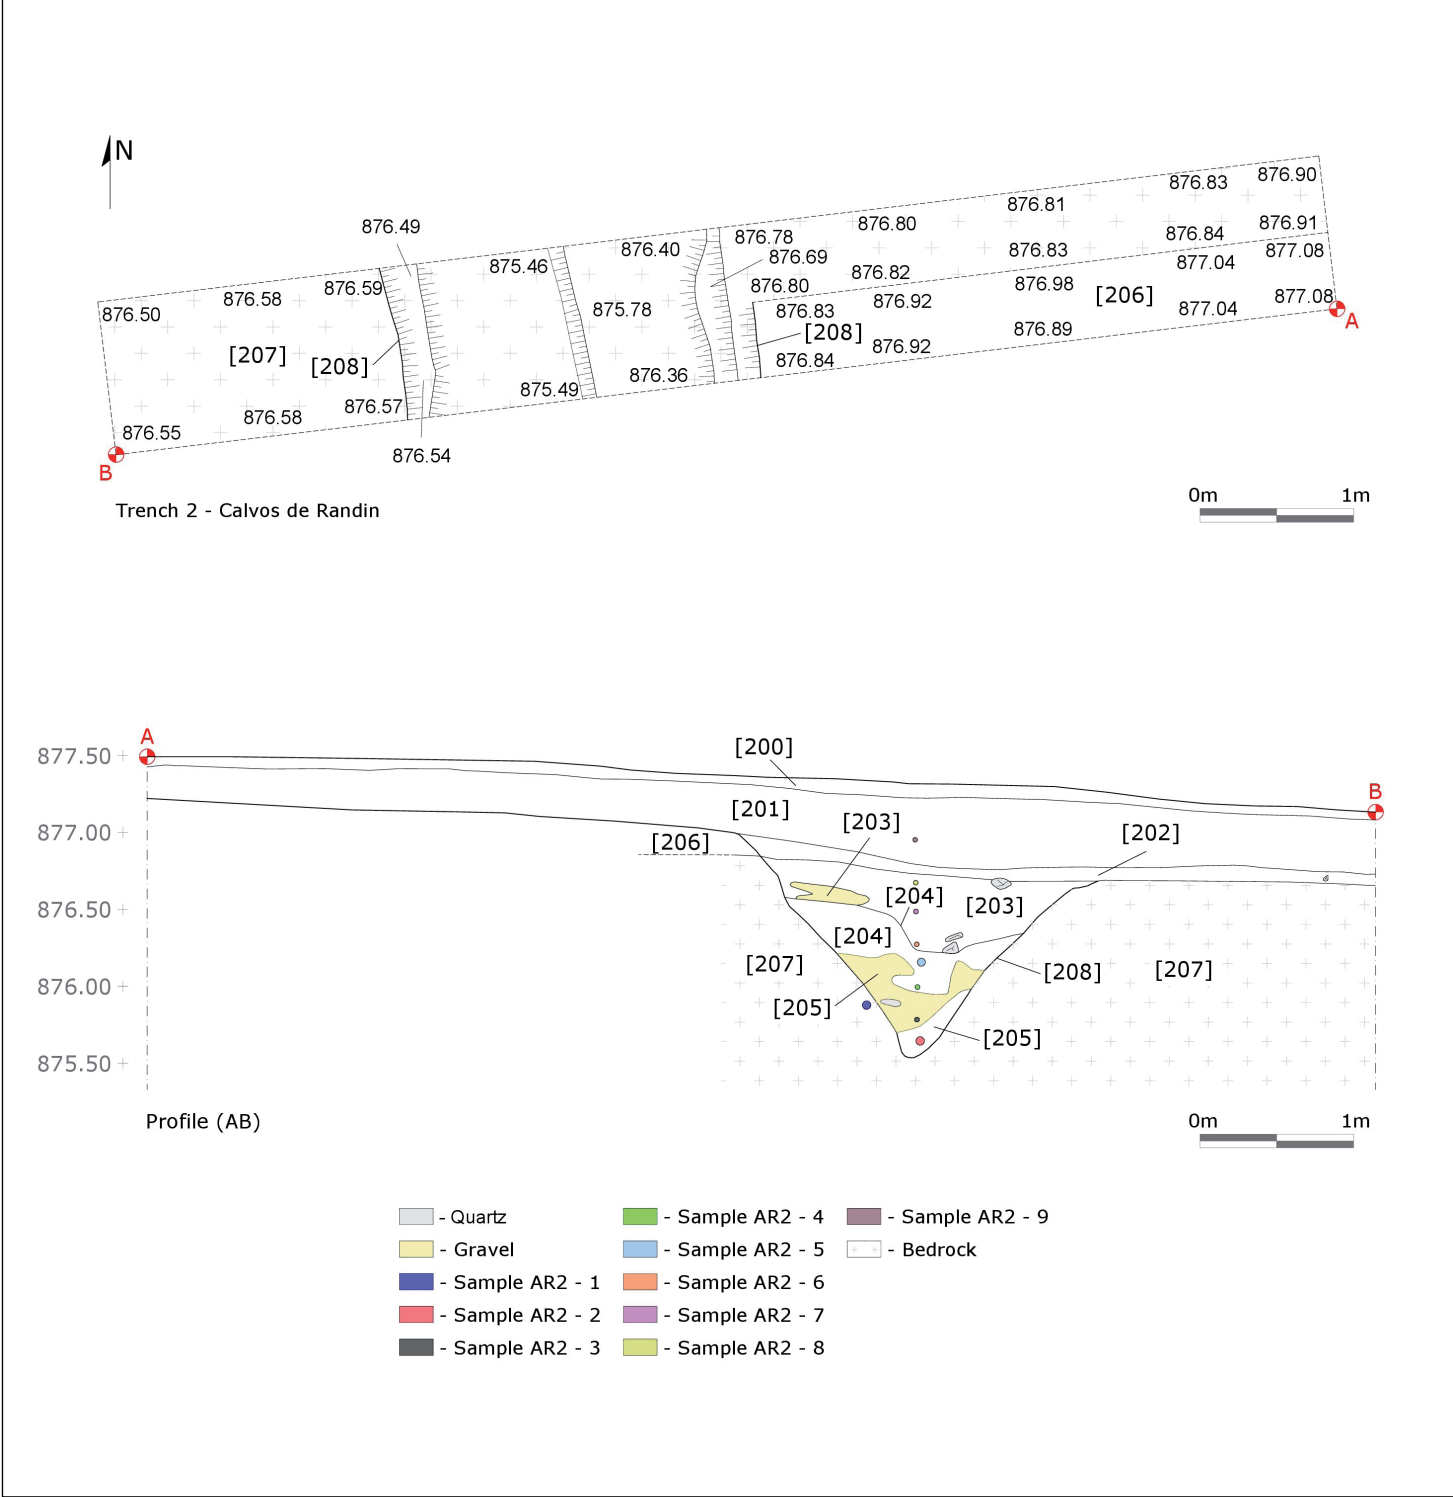 N
876.49
876.83
876.90
876.81
876.80
876.78
876.40
876.84
876.91
876.83
877.08
876.69
875.46
876.82
877.04
876.80
876.59
876.58
876.50
875.78
876.83
876.92
876.98
[206]
877.08
A
[207]
[208]
[208]
876.84
876.92
876.89
877.04
876.36
875.49
876.57
876.58
876.55
B
876.54
Trench 2 - Calvos de Randin
0m 1m
A
877.50
[200]
B
[201]
[203]
[202]
877.00
[206]
[204]
[203]
876.50
[204]
[207]
[208]
[207]
876.00
[205]
[205]
875.50
Profile (AB)
0m 1m
- Quartz
- Gravel
- Sample AR2 - 1
- Sample AR2 - 2
- Sample AR2 - 3
- Sample AR2 - 4
- Sample AR2 - 5
- Sample AR2 - 6
- Sample AR2 - 7
- Sample AR2 - 8
- Sample AR2 - 9
- Bedrock